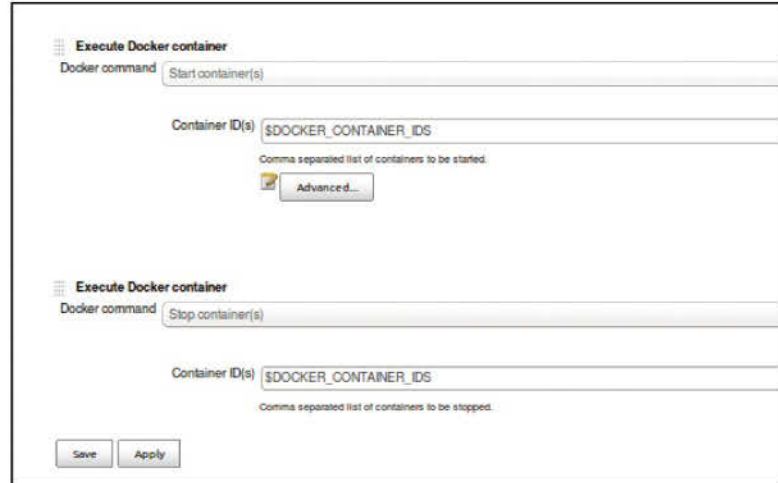 Execute Docker container
Docker command Start container(s)
Container ID(s) $DOCKER_CONTAINER_IDS
Comma separated list of containers to be started.
Advanced...
Execute Docker container
Docker command Stop container(s)
Container ID(s) $DOCKER_CONTAINER_IDS
Comma separated list of containers to be stopped.
Save Apply